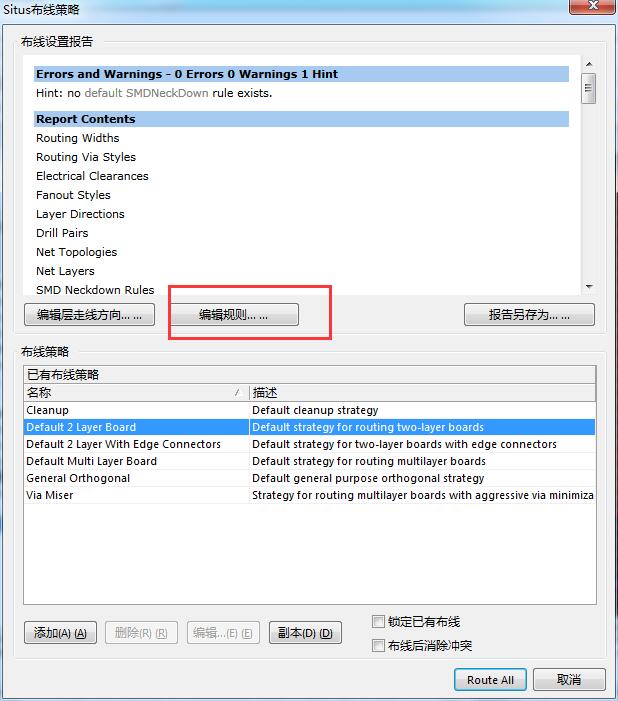 Situs布线策略
布线设置报告
Errors and Warnings - 0 Errors 0 Warnings 1 Hint
Hint: no default SMDNeckDown rule exists.
Report Contents
Routing Widths
Routing Via Styles
Electrical Clearances
Fanout Styles
Layer Directions
Drill Pairs
Net Topologies
Net Layers
SMD Neckdown Rules
编辑层走线方向... ... 编辑规则... ... 报告另存为... ...
布线策略
已有布线策略
名称 描述
Cleanup Default cleanup strategy
Default 2 Layer Board Default strategy for routing two-layer boards
Default 2 Layer With Edge Connectors Default strategy for two-layer boards with edge connectors
Default Multi Layer Board Default strategy for routing multilayer boards
General Orthogonal Default general purpose orthogonal strategy
Via Miser Strategy for routing multilayer boards with aggressive via minimiza
添加(A) (A) 删除(R) (R) 编辑...(E) (E) 副本(D) (D) 锁定已有布线
布线后消除冲突
Route All 取消